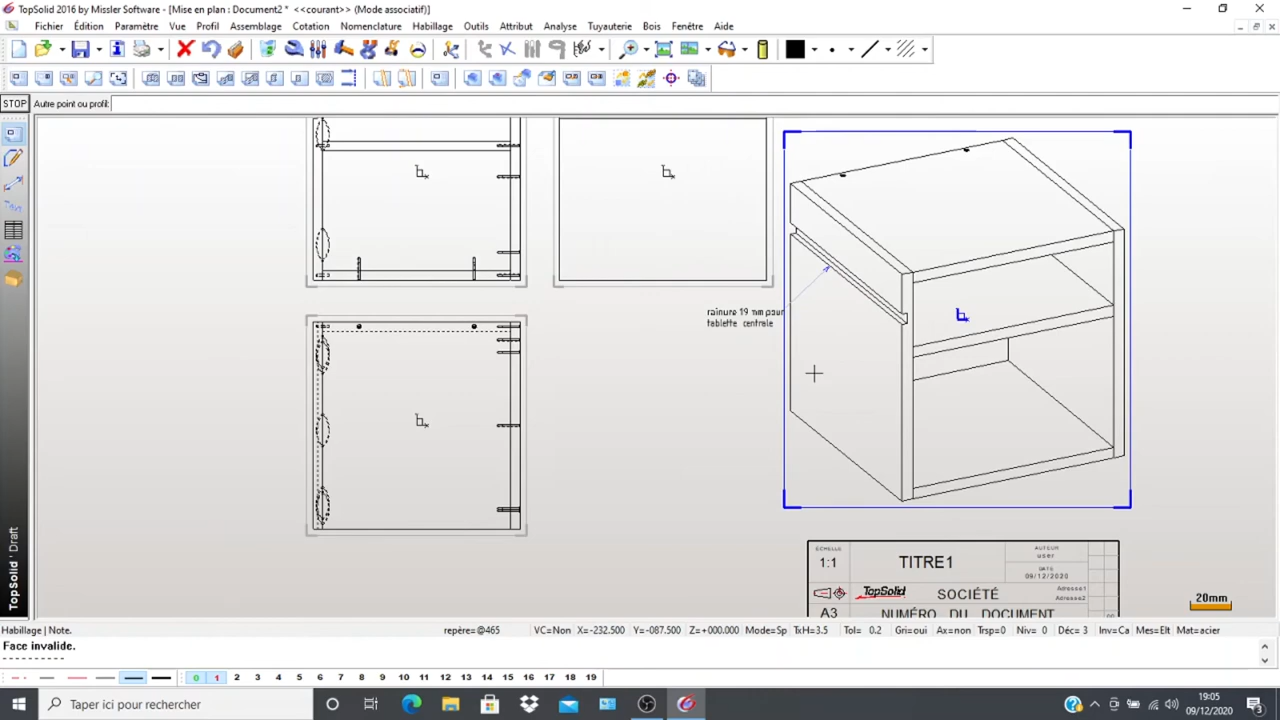 TopSolid 2016 by Missler Software - [Mise en plan : Document2 * <<courant>> (Mode associatif)]
Fichier Édition Paramètre Vue Profil Assemblage Cotation Nomenclature Habillage Outils Attribut Analyse Tuyauterie Bois Fenêtre Aide
STOP Autre point ou profil:
rainure 19 mm pour
tablette centrale
ECHELLE
1:1
TITRE1
AUTEUR
user
DATE
09/12/2020
TopSolid
SOCIÉTÉ
Adresse1
Adresse2
A3
NUMÉRO DU DOCUMENT
20mm
TopSolid ' Draft
Habillage | Note. repère=@465 VC=Non X=-232.500 Y=-087.500 Z=+000.000 Mode=Sp TxH=3.5 Tol= 0.2 Gri=oui Ax=non Trsp=0 Niv= 0 Déc= 3 Inv=Ca Mes=Elt Mat=acier
Face invalide.
0 1 2 3 4 5 6 7 8 9 10 11 12 13 14 15 16 17 18 19
Taper ici pour rechercher
19:05
09/12/2020
3